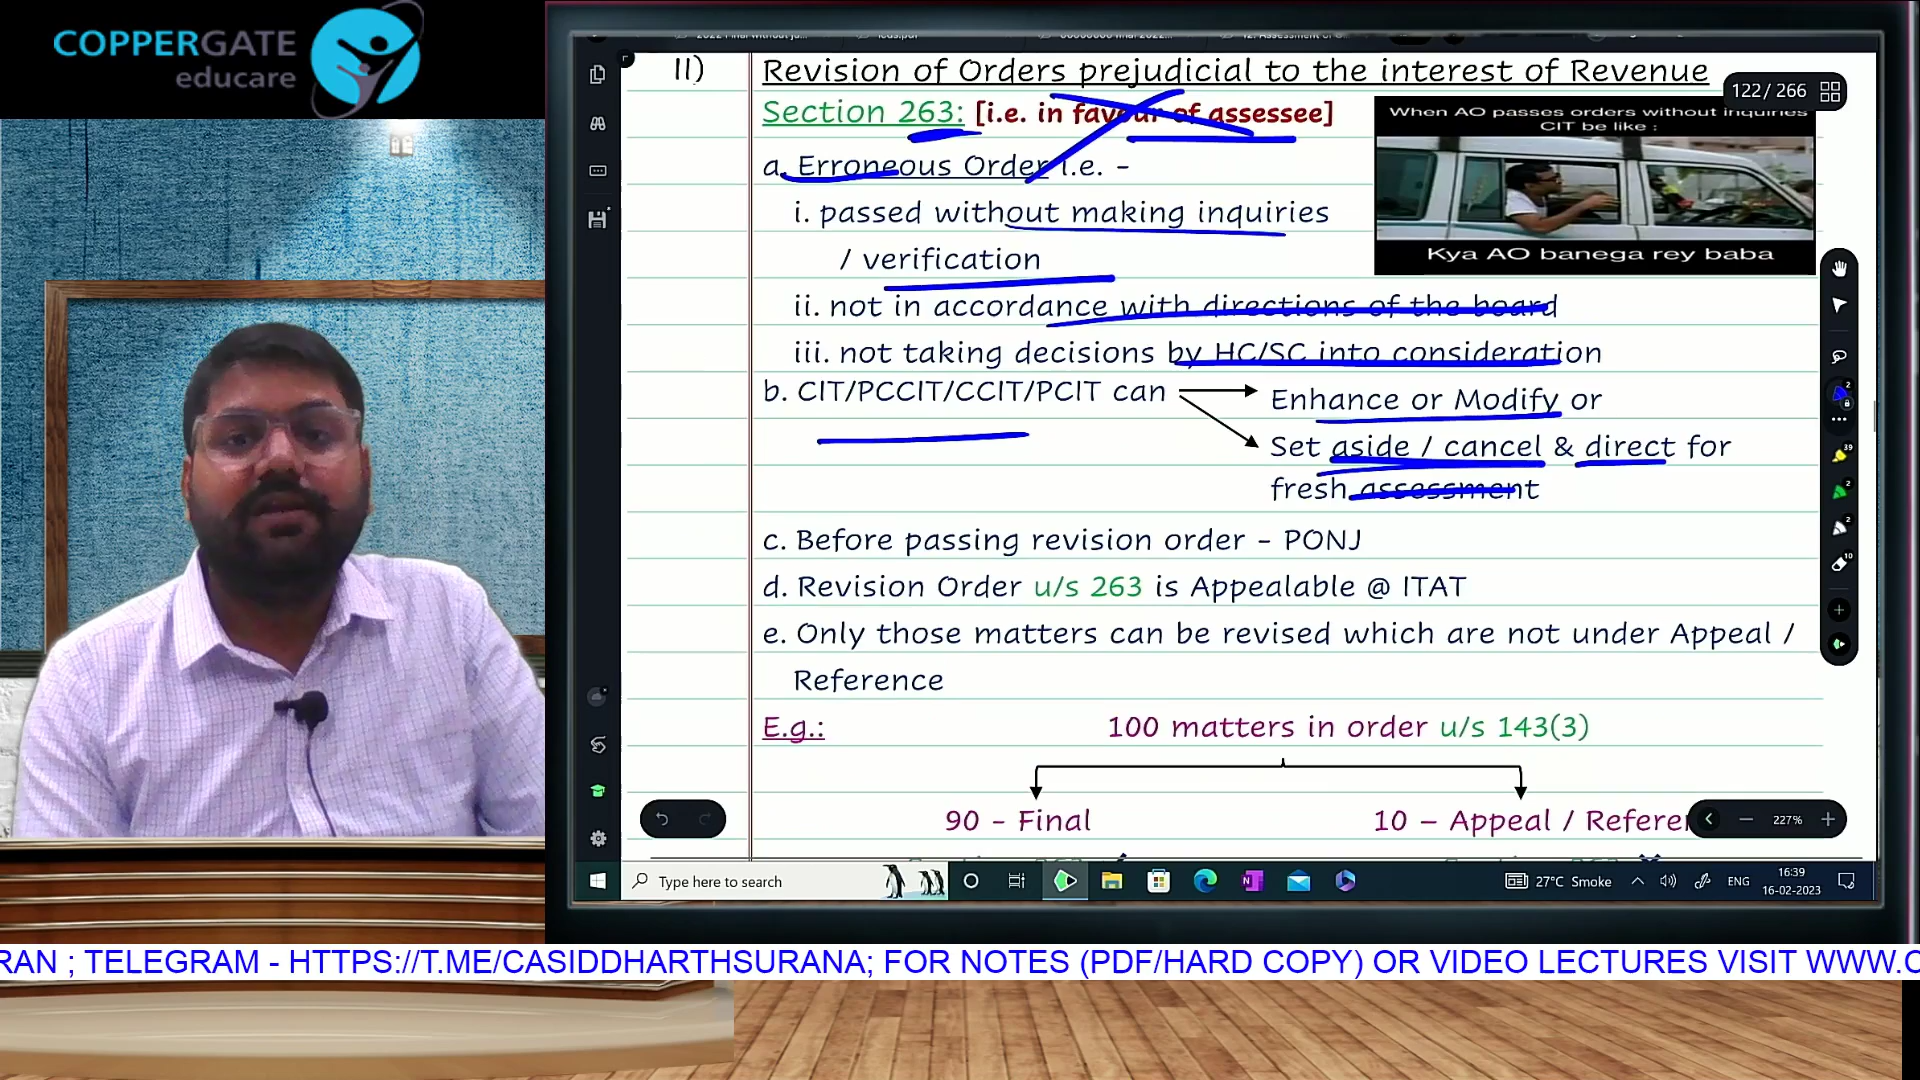 COPPERGATE
educare
122/ 266
II) Revision of Orders prejudicial to the interest of Revenue
Section 263: [i.e. in favour of assessee]
a. Erroneous Order i.e. -
i. passed without making inquiries
/ verification
ii. not in accordance with directions of the board
iii. not taking decisions by HC/SC into consideration
b. CIT/PCCIT/CCIT/PCIT can
Enhance or Modify or
Set aside / cancel & direct for
fresh assessment
c. Before passing revision order - PONJ
d. Revision Order u/s 263 is Appealable @ ITAT
e. Only those matters can be revised which are not under Appeal /
Reference
E.g.: 100 matters in order u/s 143(3)
90 - Final
10 – Appeal / Referen
When AO passes orders without inquiries
CIT be like :
Kya AO banega rey baba
227%
Type here to search
27°C Smoke
ENG
16:39
16-02-2023
RAN ; TELEGRAM - HTTPS://T.ME/CASIDDHARTHSURANA; FOR NOTES (PDF/HARD COPY) OR VIDEO LECTURES VISIT WWW.C